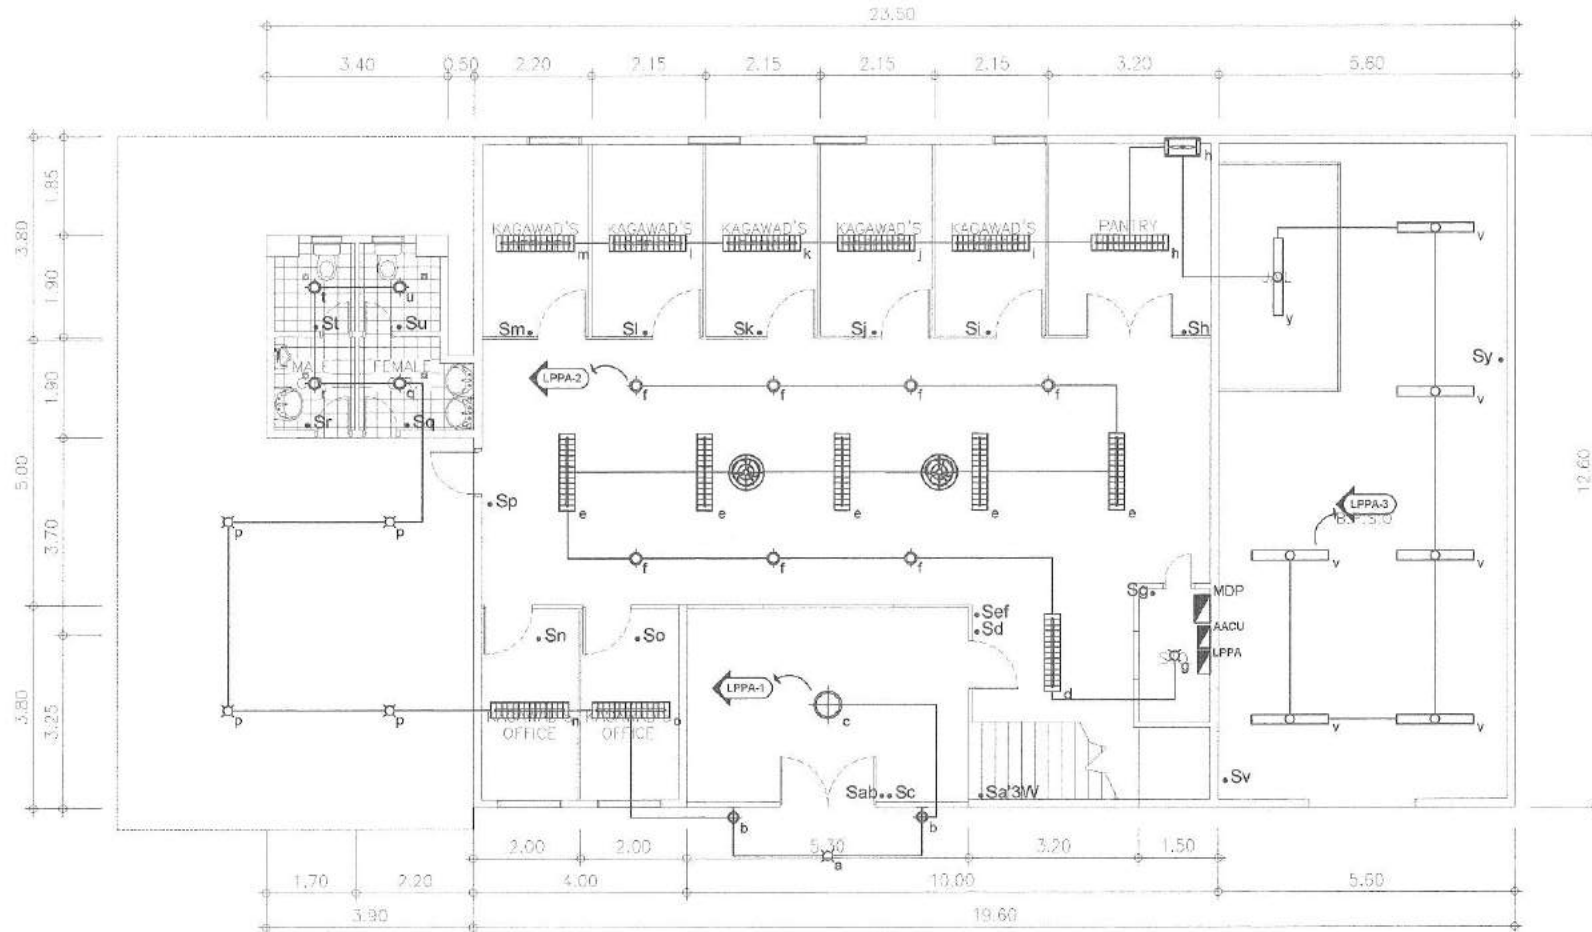 23.50
3.40 0.50 2.20 2.15 2.15 2.15 2.15 3.20 5.60
1.85
3.80
1.90
1.90
5.00
3.70
3.80
3.25
12.60
h
KAGAWAD'S KAGAWAD'S KAGAWAD'S KAGAWAD'S KAGAWAD'S PANTRY
m l k j i h
v
y
t u
St Su
Sm Sl Sk Sj Si Sh
Sy
MALE FEMALE
LPPA-2
r q
f f f f
v
Sr Sq
Sp
e e e e e
LPPA-3
B.P.S.O
p p
f f f
v v
Sg MDP
AACU
LPPA
Sef
Sd
Sn So
g
LPPA-1
d
c
p p n o
KAGAWAD'S KAGAWAD'S
OFFICE OFFICE
v v
Sv
Sab Sc Sa'3W
b b
a
2.00 2.00 5.30 3.20 1.50
1.70 2.20 4.00 10.00 5.60
3.90 19.60